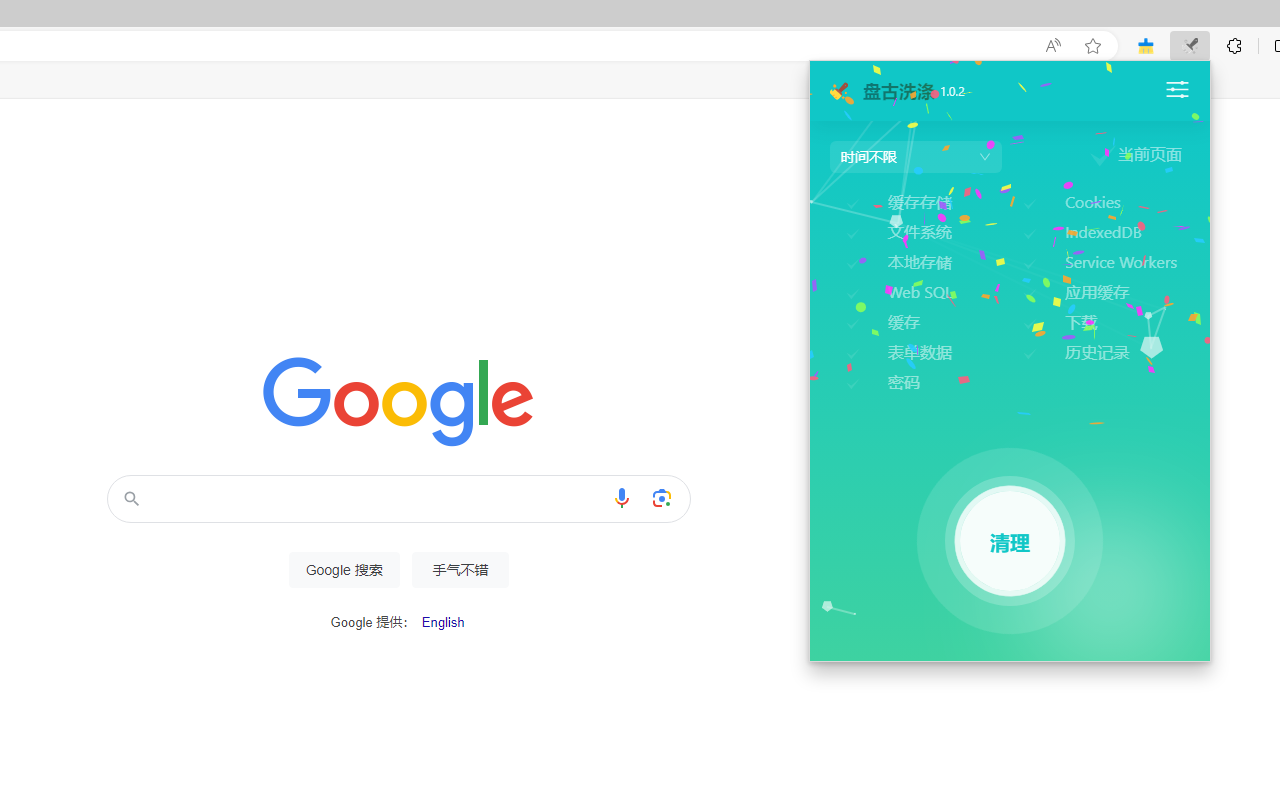 盘古洗涤 1.0.2
时间不限
当前页面
缓存存储
Cookies
文件系统
IndexedDB
本地存储
Service Workers
Web SQL
应用缓存
缓存
下载
表单数据
历史记录
密码
清理
Google
Google 搜索
手气不错
Google 提供： English